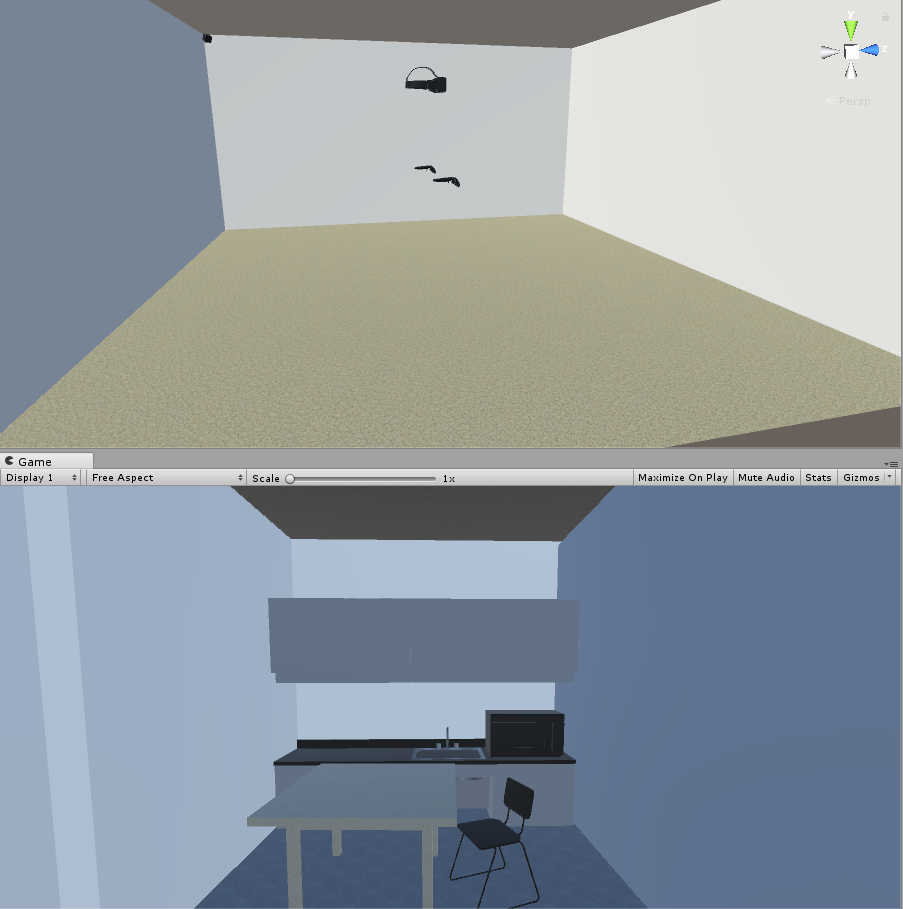 y
z
Persp
Game
Display 1 Free Aspect Scale 1x Maximize On Play Mute Audio Stats Gizmos